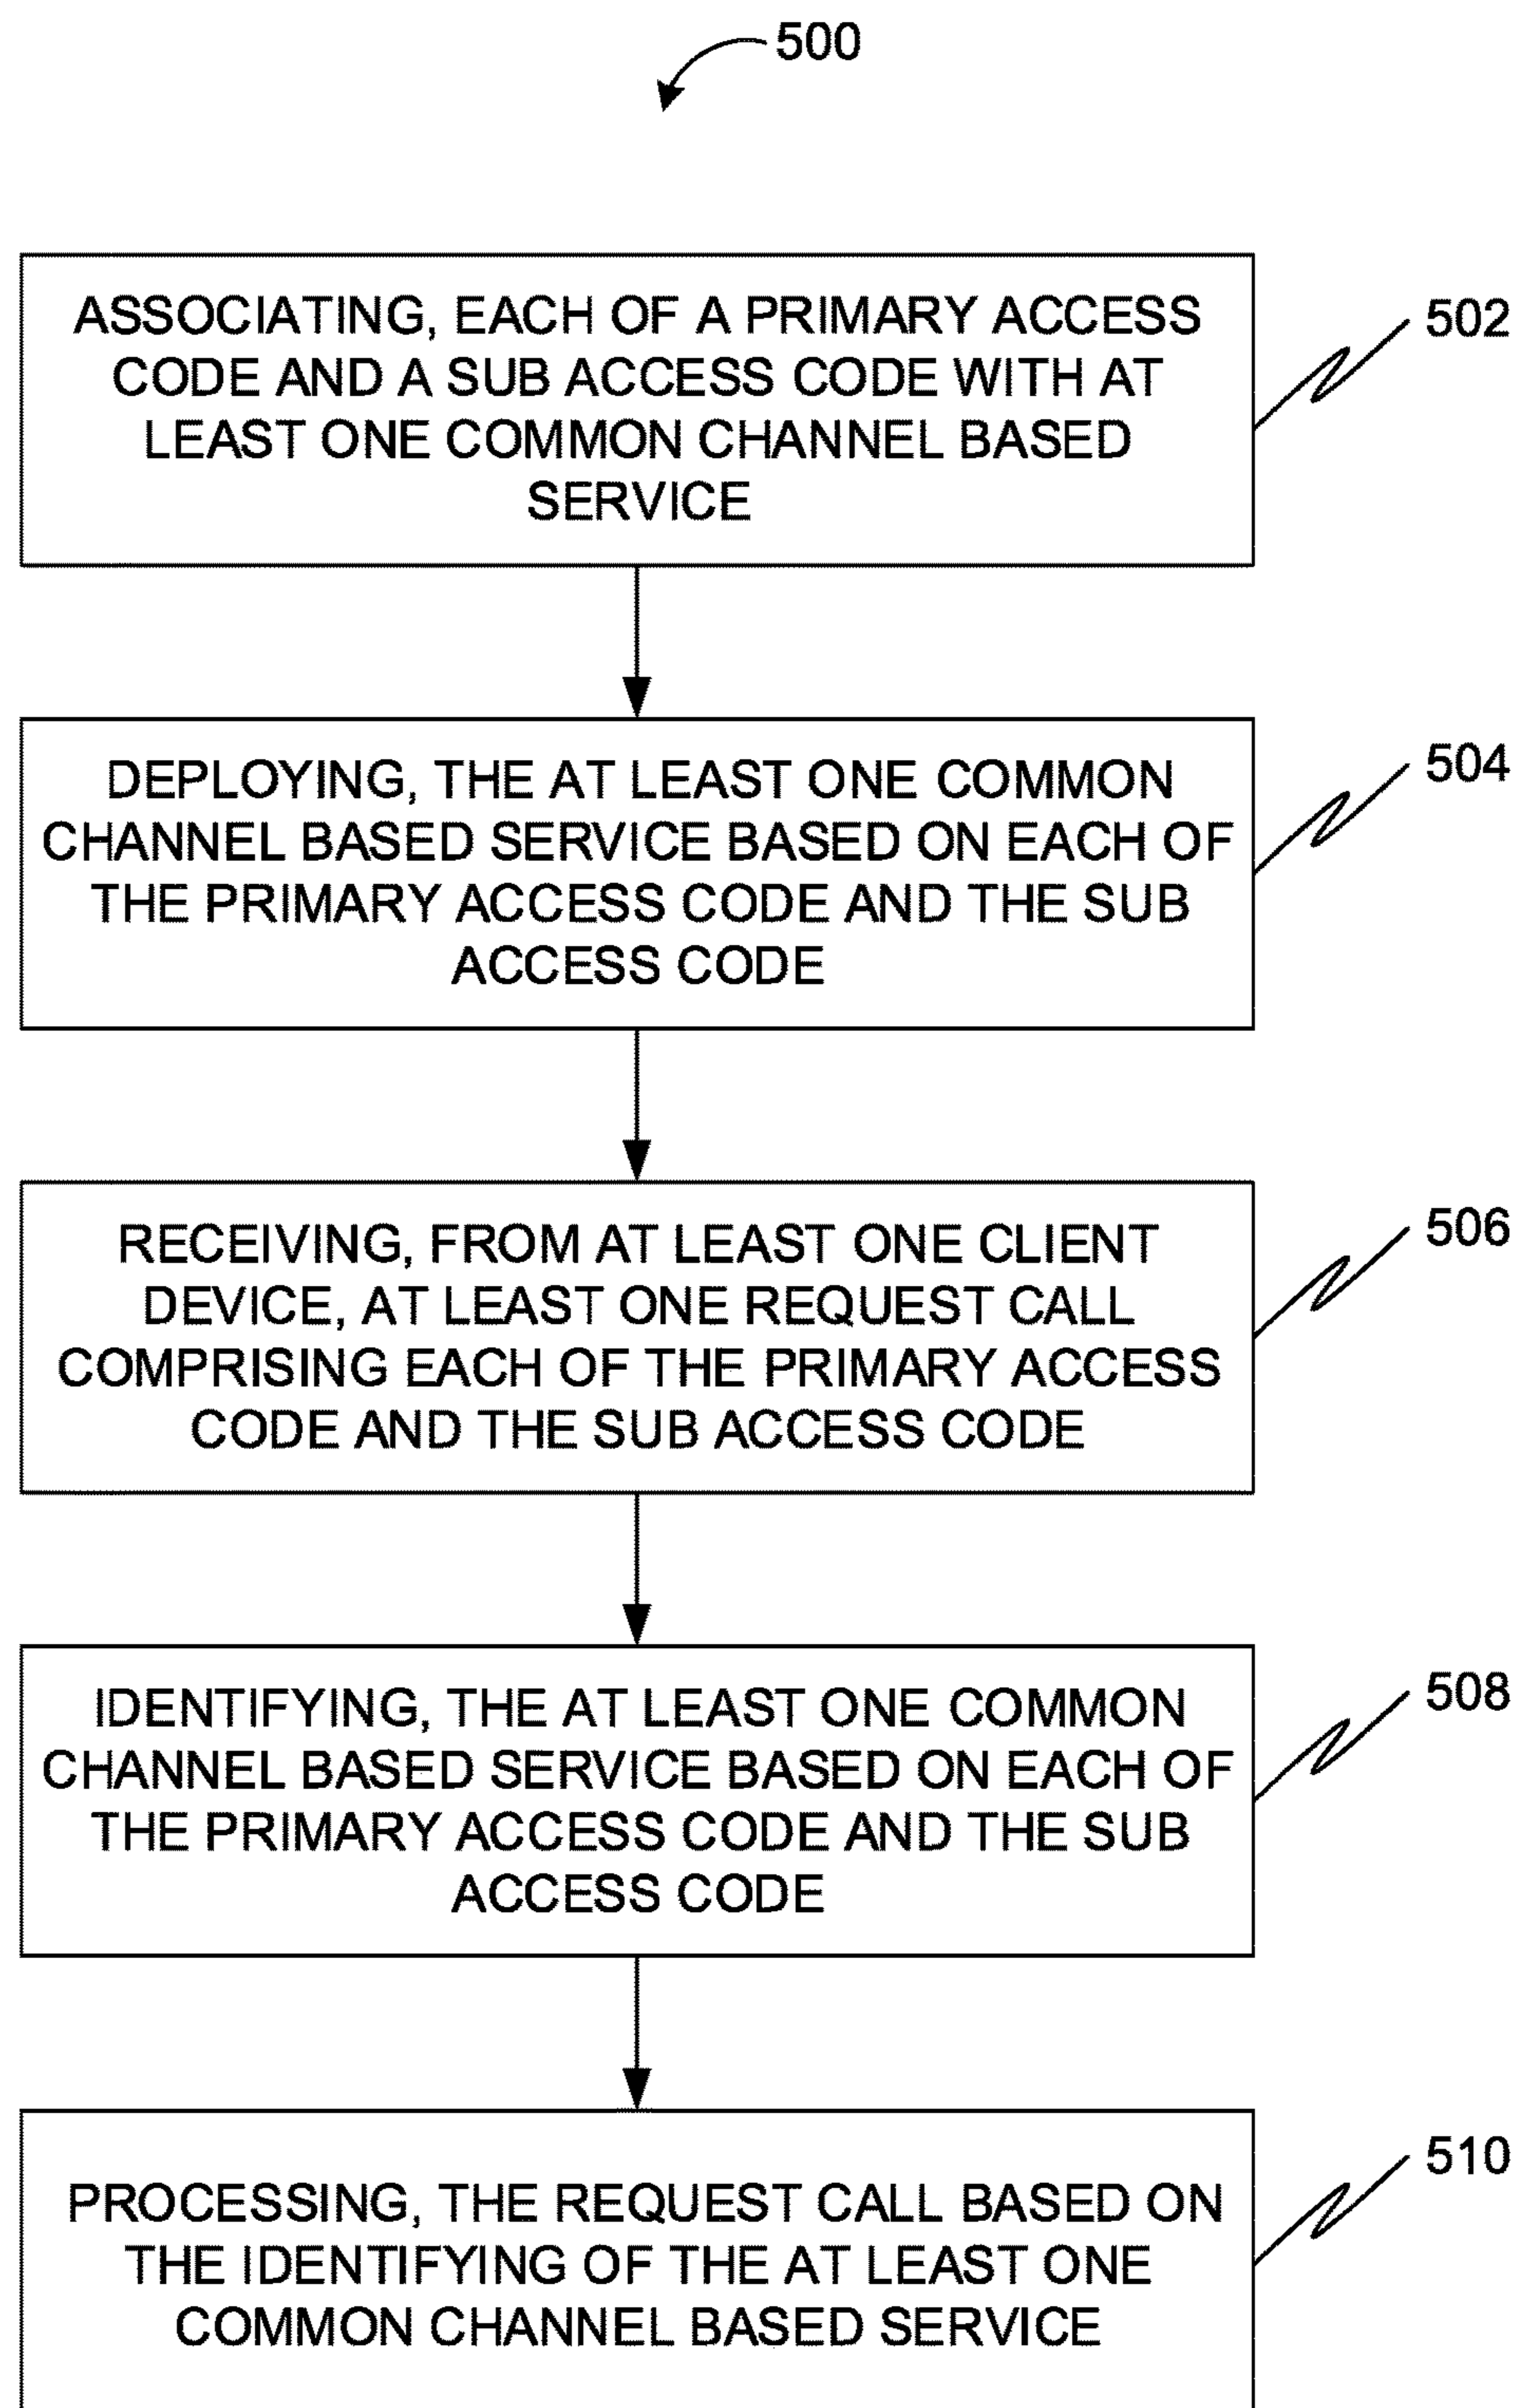 500
ASSOCIATING, EACH OF A PRIMARY ACCESS
CODE AND A SUB ACCESS CODE WITH AT
LEAST ONE COMMON CHANNEL BASED
SERVICE
502
DEPLOYING, THE AT LEAST ONE COMMON
CHANNEL BASED SERVICE BASED ON EACH OF
THE PRIMARY ACCESS CODE AND THE SUB
ACCESS CODE
504
RECEIVING, FROM AT LEAST ONE CLIENT
DEVICE, AT LEAST ONE REQUEST CALL
COMPRISING EACH OF THE PRIMARY ACCESS
CODE AND THE SUB ACCESS CODE
506
IDENTIFYING, THE AT LEAST ONE COMMON
CHANNEL BASED SERVICE BASED ON EACH OF
THE PRIMARY ACCESS CODE AND THE SUB
ACCESS CODE
508
PROCESSING, THE REQUEST CALL BASED ON
THE IDENTIFYING OF THE AT LEAST ONE
COMMON CHANNEL BASED SERVICE
510